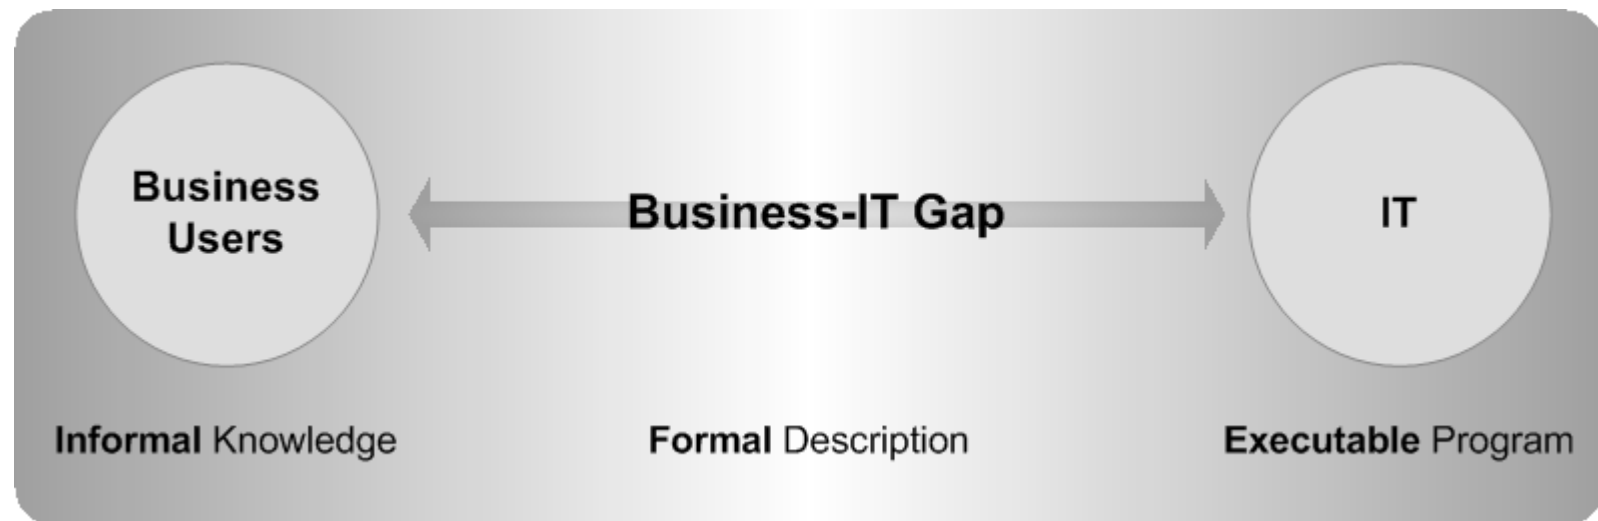 Business
Users
Business-IT Gap
IT
Informal Knowledge
Formal Description
Executable Program